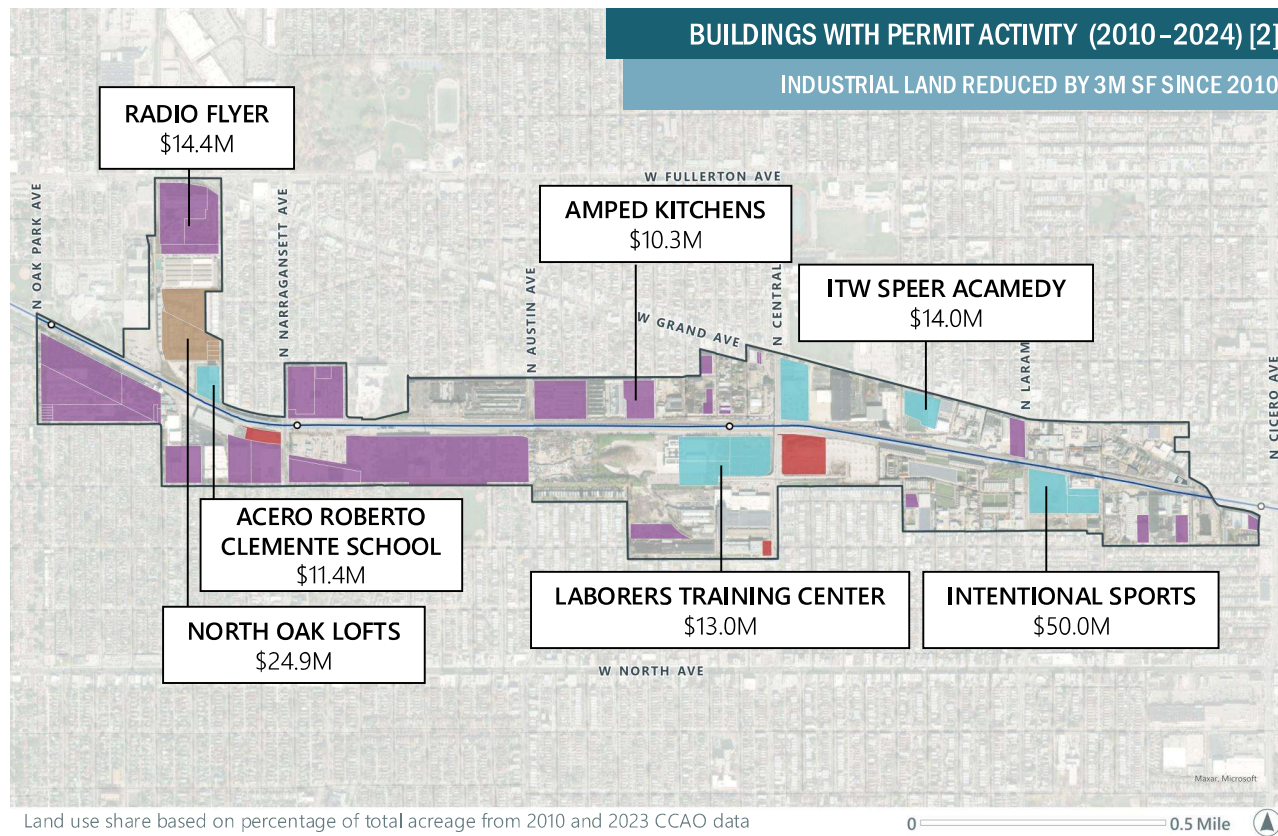 BUILDINGS WITH PERMIT ACTIVITY (2010–2024) [2]
INDUSTRIAL LAND REDUCED BY 3M SF SINCE 2010
RADIO FLYER
$14.4M
W FULLERTON AVE
N OAK PARK AVE
N NARRAGANSETT AVE
AMPED KITCHENS
$10.3M
N AUSTIN AVE
W GRAND AVE
N CENTRAL
ITW SPEER ACAMEDY
$14.0M
N LARAM
N CICERO AVE
ACERO ROBERTO
CLEMENTE SCHOOL
$11.4M
NORTH OAK LOFTS
$24.9M
LABORERS TRAINING CENTER
$13.0M
INTENTIONAL SPORTS
$50.0M
W NORTH AVE
Maxar, Microsoft
Land use share based on percentage of total acreage from 2010 and 2023 CCAO data
0 0.5 Mile